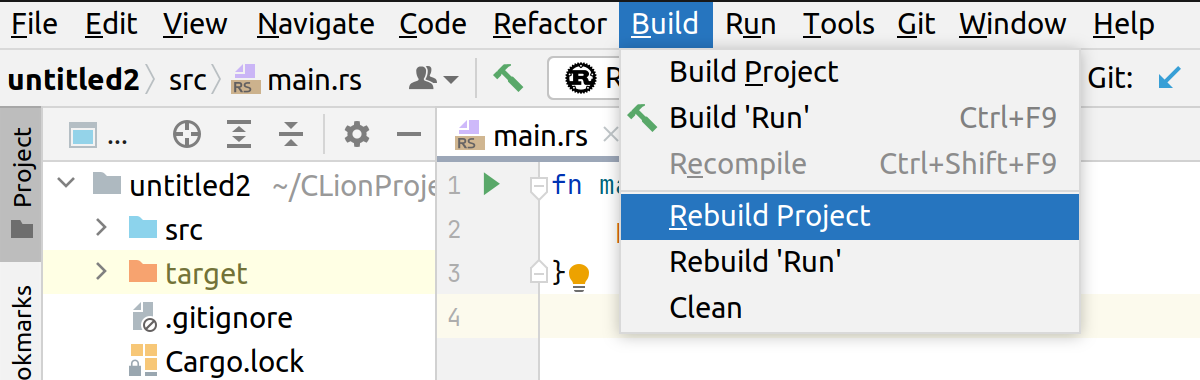 File Edit View Navigate Code Refactor Build Run Tools Git Window Help
untitled2 src main.rs R Git:
Project
... main.rs
untitled2 ~/CLionProje
src
target
.gitignore
Cargo.lock
okmarks
1 fn ma
2
3 }
4
Build Project
Build 'Run' Ctrl+F9
Recompile Ctrl+Shift+F9
Rebuild Project
Rebuild 'Run'
Clean